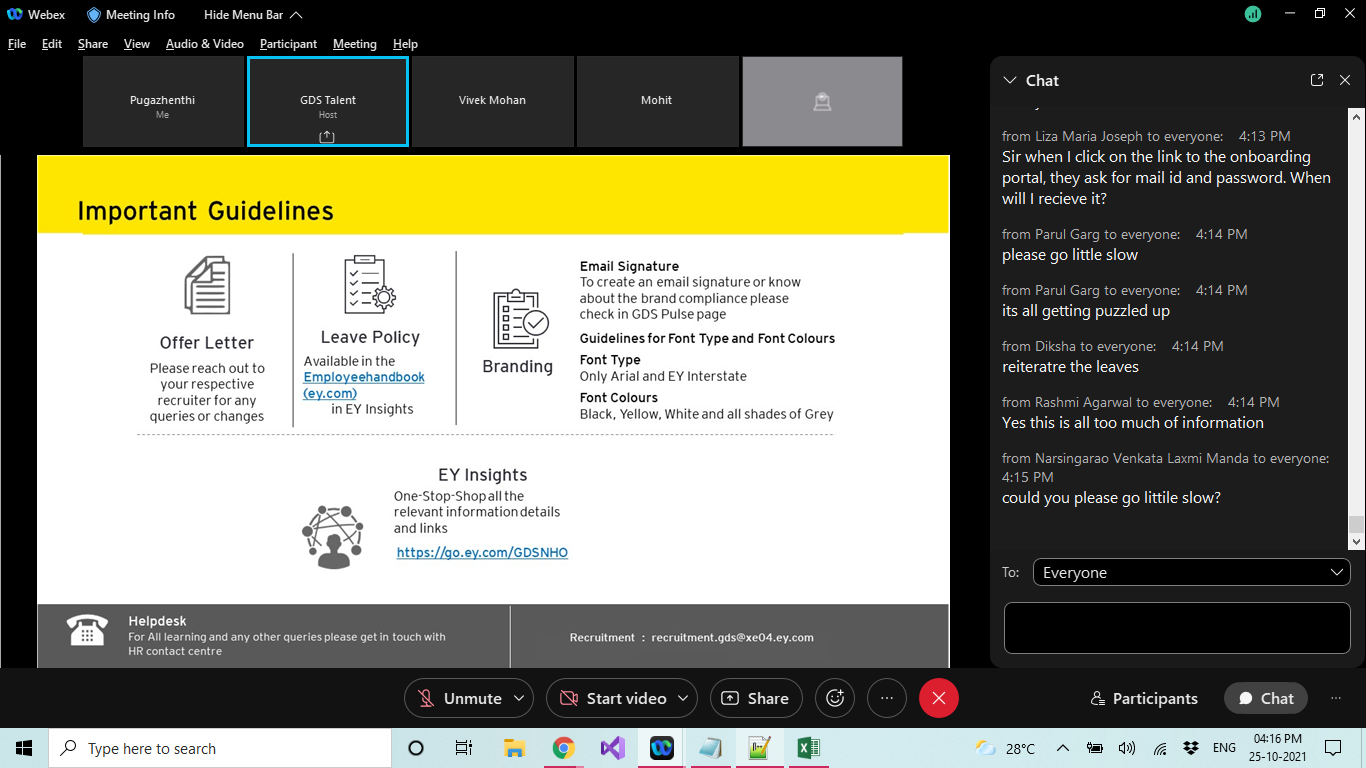 Webex
Meeting Info
Hide Menu Bar
File Edit Share View Audio & Video Participant Meeting Help
Pugazhenthi
Me
GDS Talent
Host
Vivek Mohan
Mohit
Important Guidelines
Offer Letter
Please reach out to
your respective
recruiter for any
queries or changes
Leave Policy
Available in the
Employeehandbook
(ey.com)
in EY Insights
Branding
Email Signature
To create an email signature or know
about the brand compliance please
check in GDS Pulse page
Guidelines for Font Type and Font Colours
Font Type
Only Arial and EY Interstate
Font Colours
Black, Yellow, White and all shades of Grey
EY Insights
One-Stop-Shop all the
relevant information details
and links
https://go.ey.com/GDSNHO
Helpdesk
For All learning and any other queries please get in touch with
HR contact centre
Recruitment : recruitment.gds@xe04.ey.com
Chat
from Liza Maria Joseph to everyone: 4:13 PM
Sir when I click on the link to the onboarding
portal, they ask for mail id and password. When
will I recieve it?
from Parul Garg to everyone: 4:14 PM
please go little slow
from Parul Garg to everyone: 4:14 PM
its all getting puzzled up
from Diksha to everyone: 4:14 PM
reiteratre the leaves
from Rashmi Agarwal to everyone: 4:14 PM
Yes this is all too much of information
from Narsingarao Venkata Laxmi Manda to everyone:
4:15 PM
could you please go littile slow?
To: Everyone
Unmute
Start video
Share
Participants
Chat
Type here to search
28°C
ENG
04:16 PM
25-10-2021